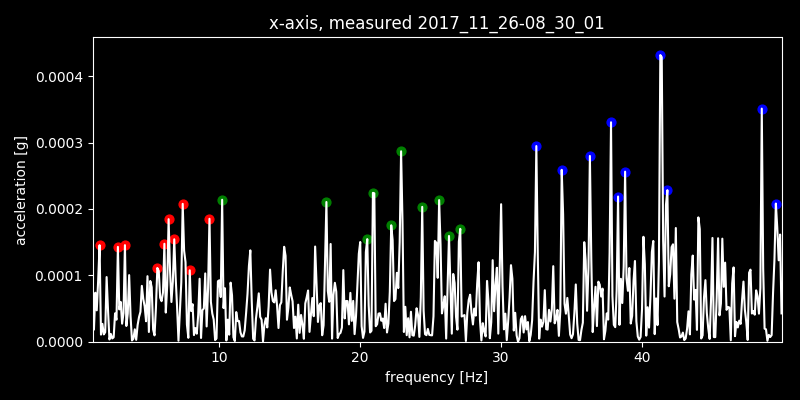 x-axis, measured 2017_11_26-08_30_01
acceleration [g]
0.0004
0.0003
0.0002
0.0001
0.0000
10 20 30 40
frequency [Hz]